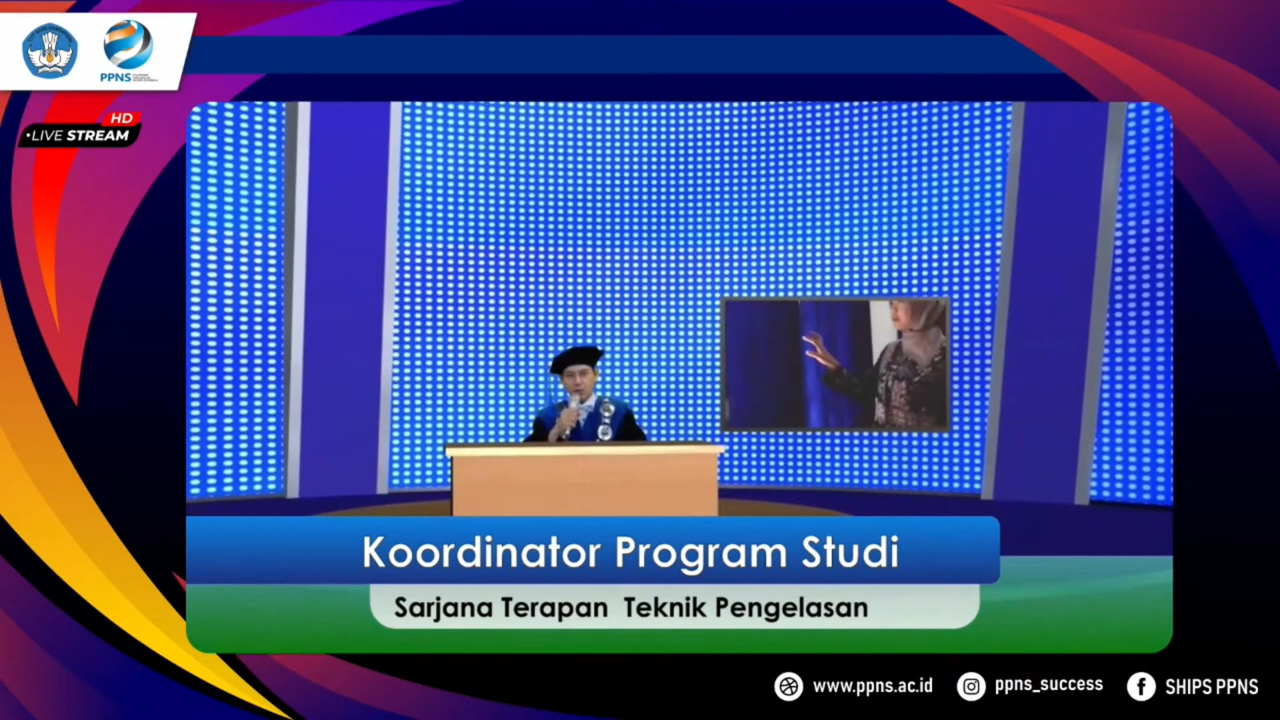 PPNS
HD
•LIVE STREAM
Koordinator Program Studi
Sarjana Terapan Teknik Pengelasan
www.ppns.ac.id
ppns_success
SHIPS PPNS